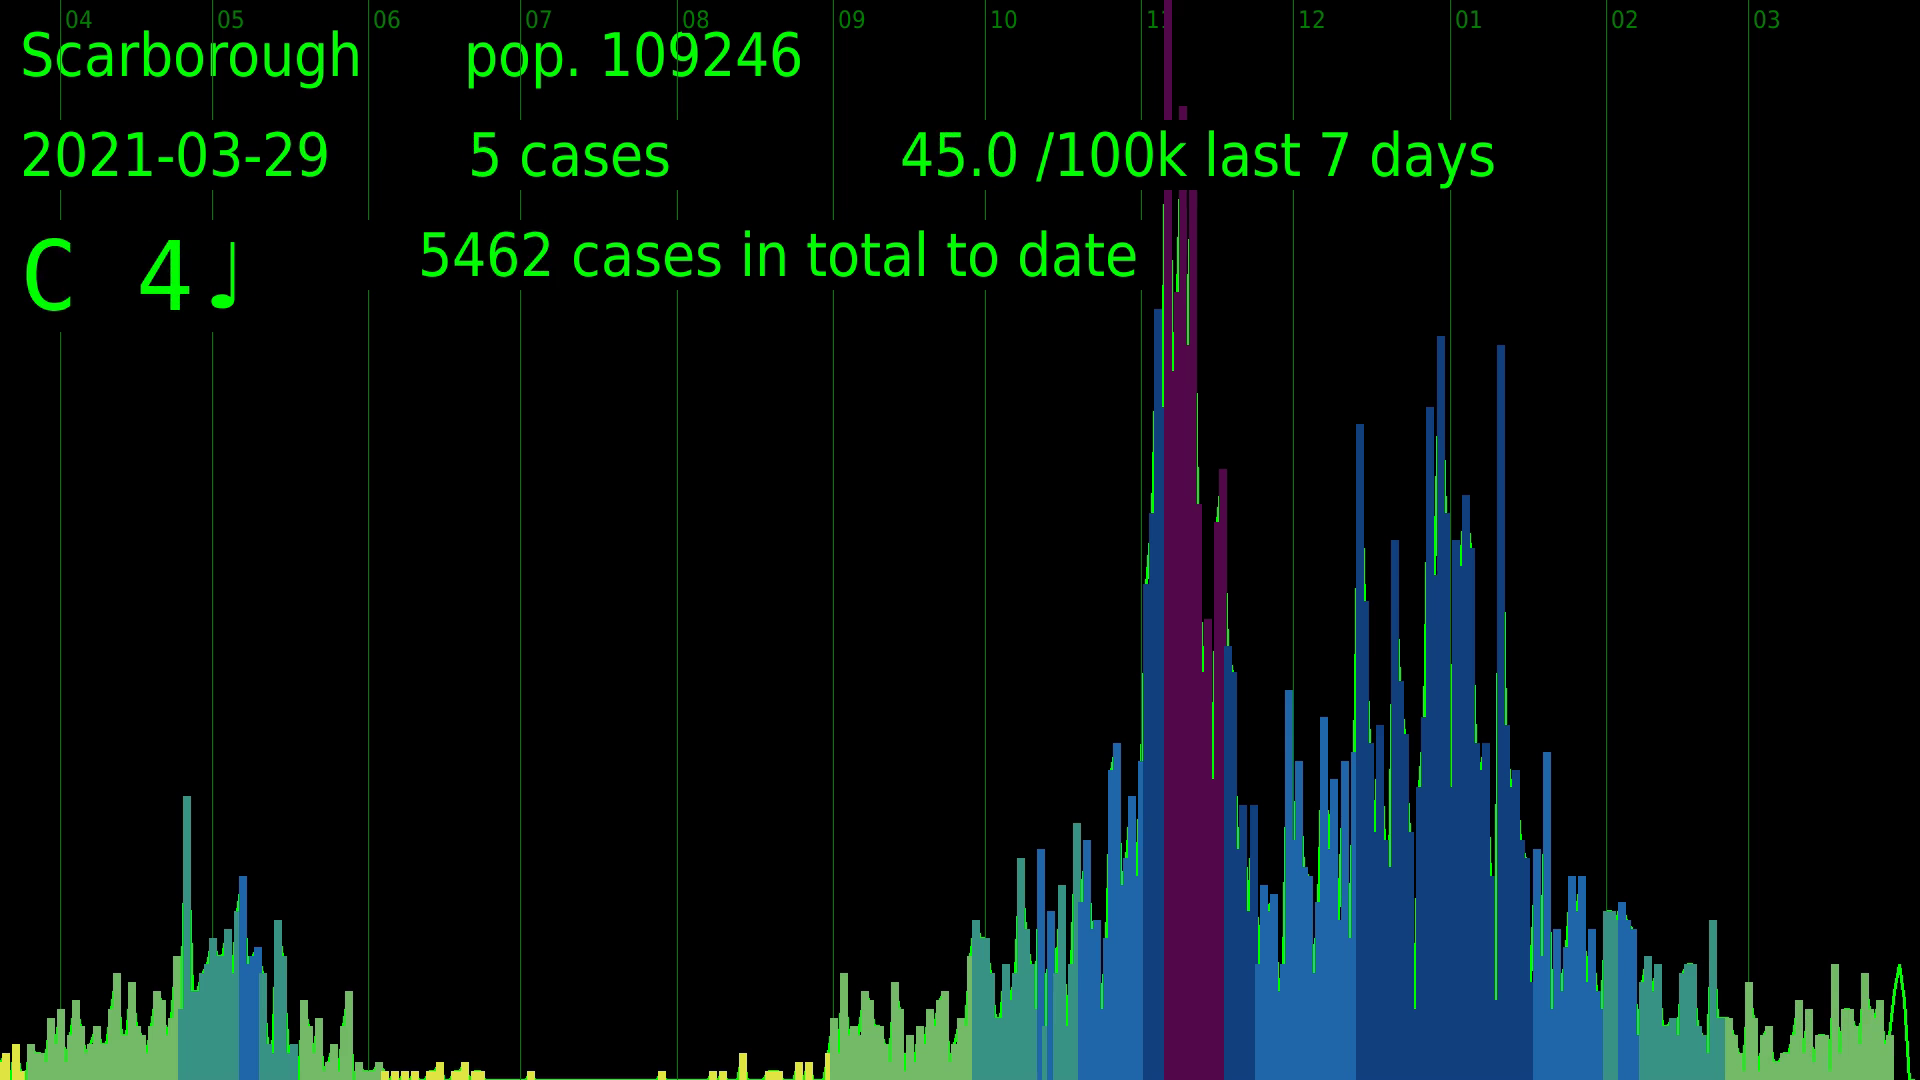 04 05 06 07 08 09 10 11 12 01 02 03
Scarborough pop. 109246
2021-03-29 5 cases 45.0 /100k last 7 days
C 4♩ 5462 cases in total to date